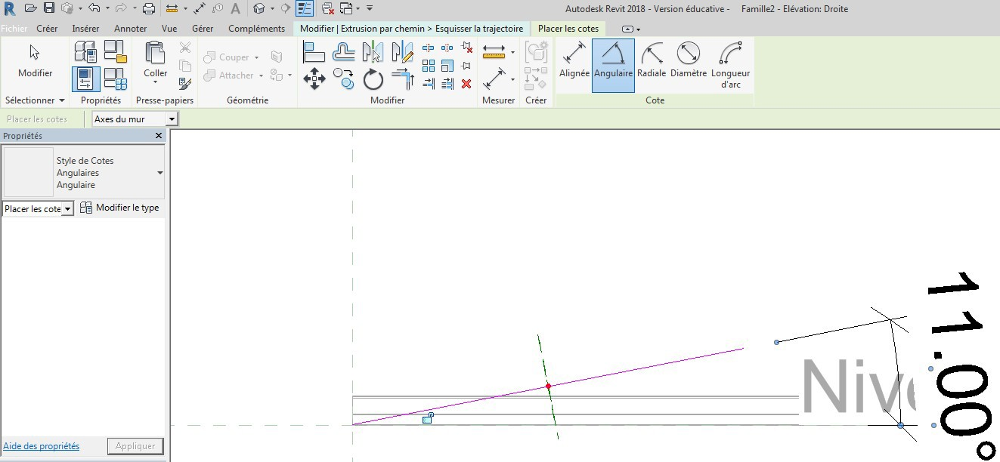 Autodesk Revit 2018 - Version éducative - Famille2 - Elévation: Droite
Fichier Créer Insérer Annoter Vue Gérer Compléments Modifier | Extrusion par chemin > Esquisser la trajectoire Placer les cotes
Modifier
Coller
Couper
Attacher
Alignée Angulaire Radiale Diamètre Longueur
d'arc
Sélectionner Propriétés Presse-papiers Géométrie Modifier Mesurer Créer Cote
Placer les cotes Axes du mur
Propriétés
Style de Cotes
Angulaires
Angulaire
Placer les cote Modifier le type
11.00°
Nive
Aide des propriétés Appliquer